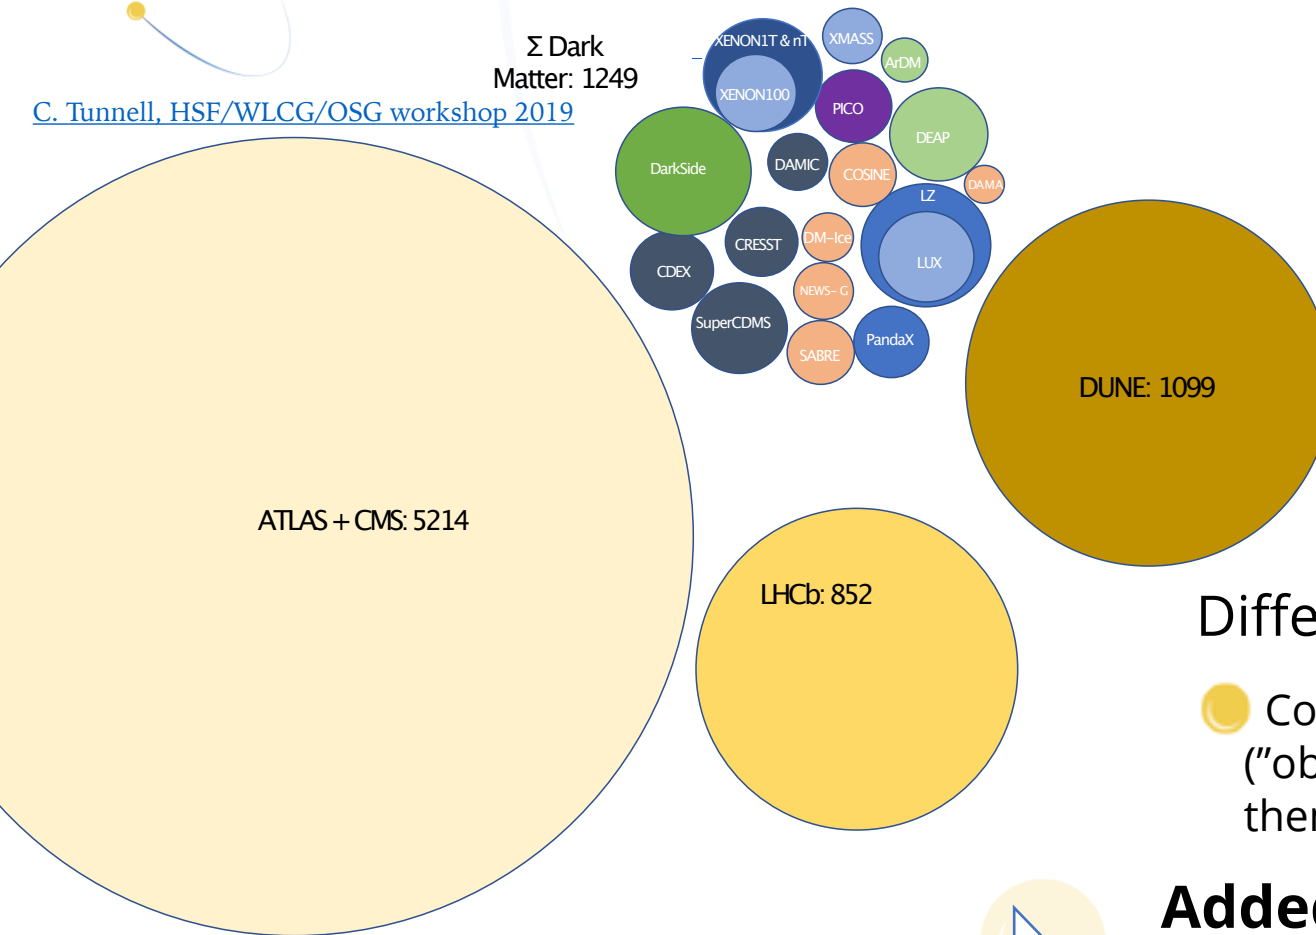 Σ Dark
Matter: 1249
C. Tunnell, HSF/WLCG/OSG workshop 2019
XENON1T & nT
XENON100
XMASS
ArDM
PICO
DEAP
DarkSide
DAMIC
COSINE
DAMA
LZ
LUX
CRESST
DM-Ice
CDEX
NEWS- G
SuperCDMS
SABRE
PandaX
DUNE: 1099
ATLAS + CMS: 5214
LHCb: 852
Diffe
Co
("ob